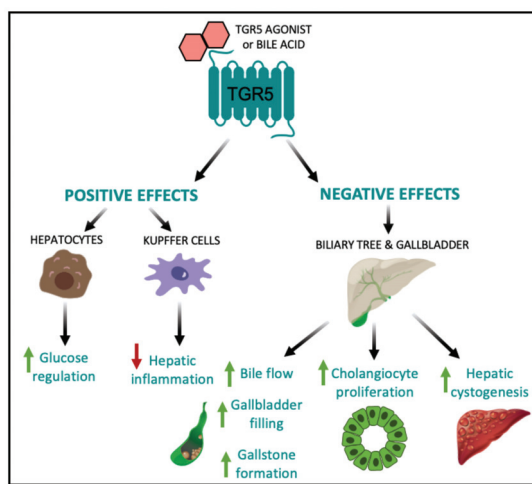 TGR5 AGONIST
or BILE ACID
TGR5
POSITIVE EFFECTS
NEGATIVE EFFECTS
HEPATOCYTES
KUPFFER CELLS
BILIARY TREE & GALLBLADDER
Glucose
regulation
Hepatic
inflammation
Bile flow
Gallbladder
filling
Gallstone
formation
Cholangiocyte
proliferation
Hepatic
cystogenesis